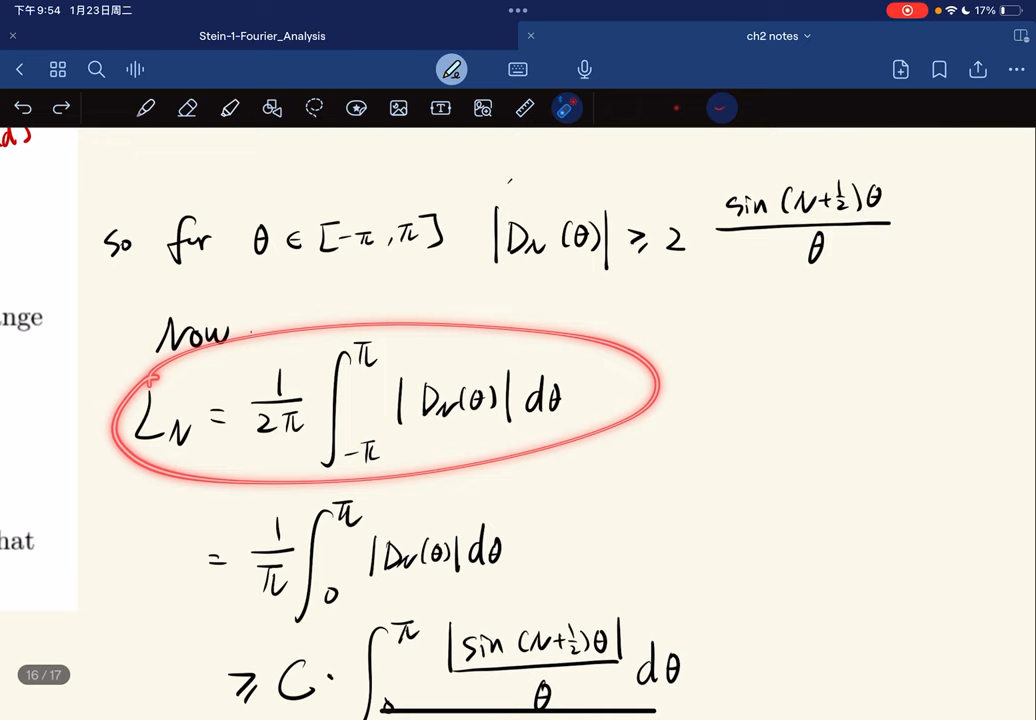 下午9:54 1月23日周二 17%
Stein-1-Fourier_Analysis ch2 notes
ds
so for θ ∈ [-π, π] |D_N(θ)| ≥ 2 sin(N+½)θ / θ
ange
Now
L_N = 1/2π ∫_{-π}^{π} |D_N(θ)| dθ
hat
= 1/π ∫_0^π |D_N(θ)| dθ
≥ C · ∫_0^π |sin(N+½)θ| / θ dθ
16 / 17